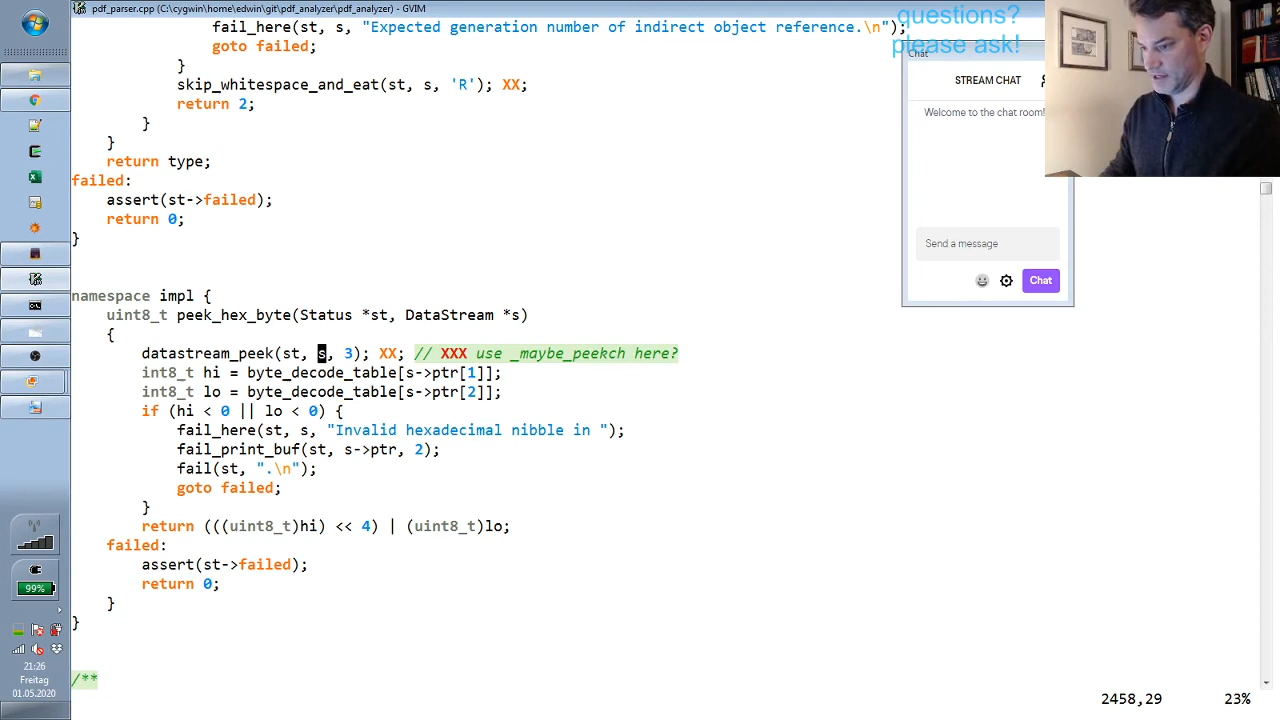 pdf_parser.cpp (C:\cygwin\home\edwin\git\pdf_analyzer\pdf_analyzer) - GVIM
fail_here(st, s, "Expected generation number of indirect object reference.\n");
goto failed;
}
skip_whitespace_and_eat(st, s, 'R'); XX;
return 2;
}
}
return type;
failed:
assert(st->failed);
return 0;
}
namespace impl {
uint8_t peek_hex_byte(Status *st, DataStream *s)
{
datastream_peek(st, s, 3); XX; // XXX use _maybe_peekch here?
int8_t hi = byte_decode_table[s->ptr[1]];
int8_t lo = byte_decode_table[s->ptr[2]];
if (hi < 0 || lo < 0) {
fail_here(st, s, "Invalid hexadecimal nibble in ");
fail_print_buf(st, s->ptr, 2);
fail(st, ".\n");
goto failed;
}
return (((uint8_t)hi) << 4) | (uint8_t)lo;
failed:
assert(st->failed);
return 0;
}
}
/**
2458,29 23%
questions?
please ask!
Chat
STREAM CHAT
Welcome to the chat room!
Send a message
Chat
99%
21:26
Freitag
01.05.2020